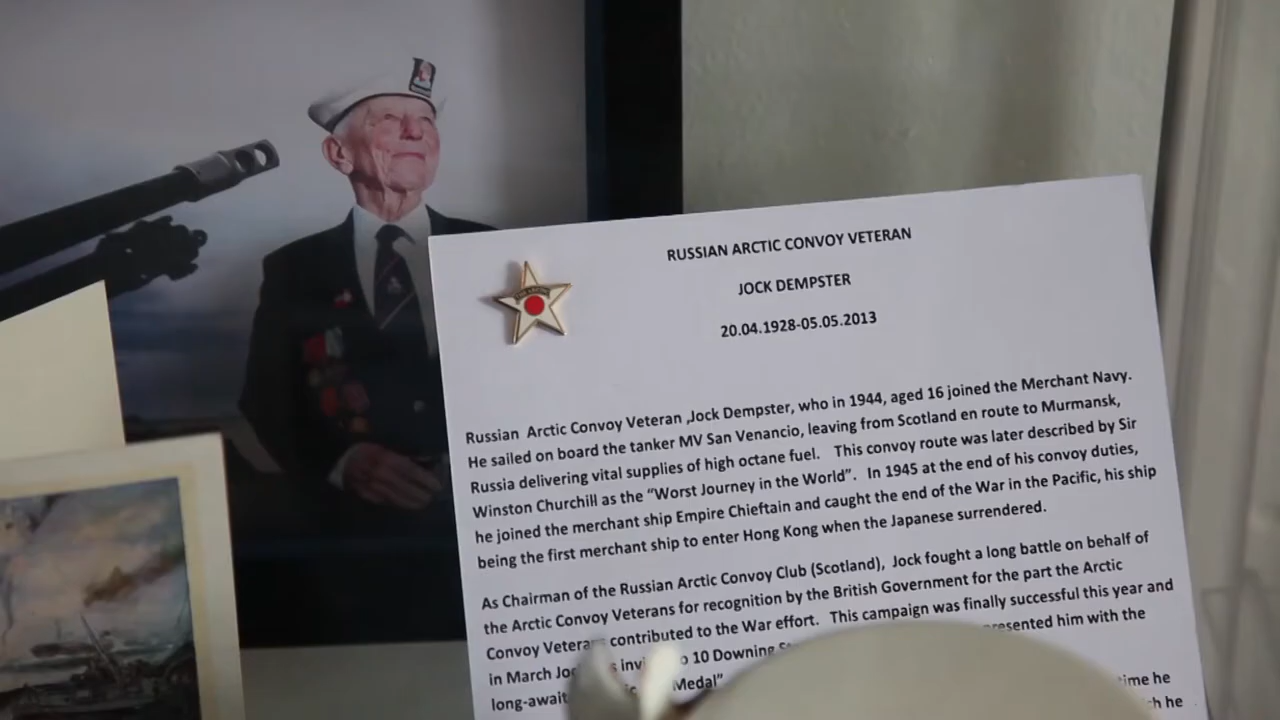 RUSSIAN ARCTIC CONVOY VETERAN
JOCK DEMPSTER
20.04.1928-05.05.2013
Russian Arctic Convoy Veteran ,Jock Dempster, who in 1944, aged 16 joined the Merchant Navy.
He sailed on board the tanker MV San Venancio, leaving from Scotland en route to Murmansk,
Russia delivering vital supplies of high octane fuel. This convoy route was later described by Sir
Winston Churchill as the “Worst Journey in the World”. In 1945 at the end of his convoy duties,
he joined the merchant ship Empire Chieftain and caught the end of the War in the Pacific, his ship
being the first merchant ship to enter Hong Kong when the Japanese surrendered.
As Chairman of the Russian Arctic Convoy Club (Scotland), Jock fought a long battle on behalf of
the Arctic Convoy Veterans for recognition by the British Government for the part the Arctic
Convoy Veterans contributed to the War effort. This campaign was finally successful this year and
in March 10 Downing him with the
long-await Medal”
he
he